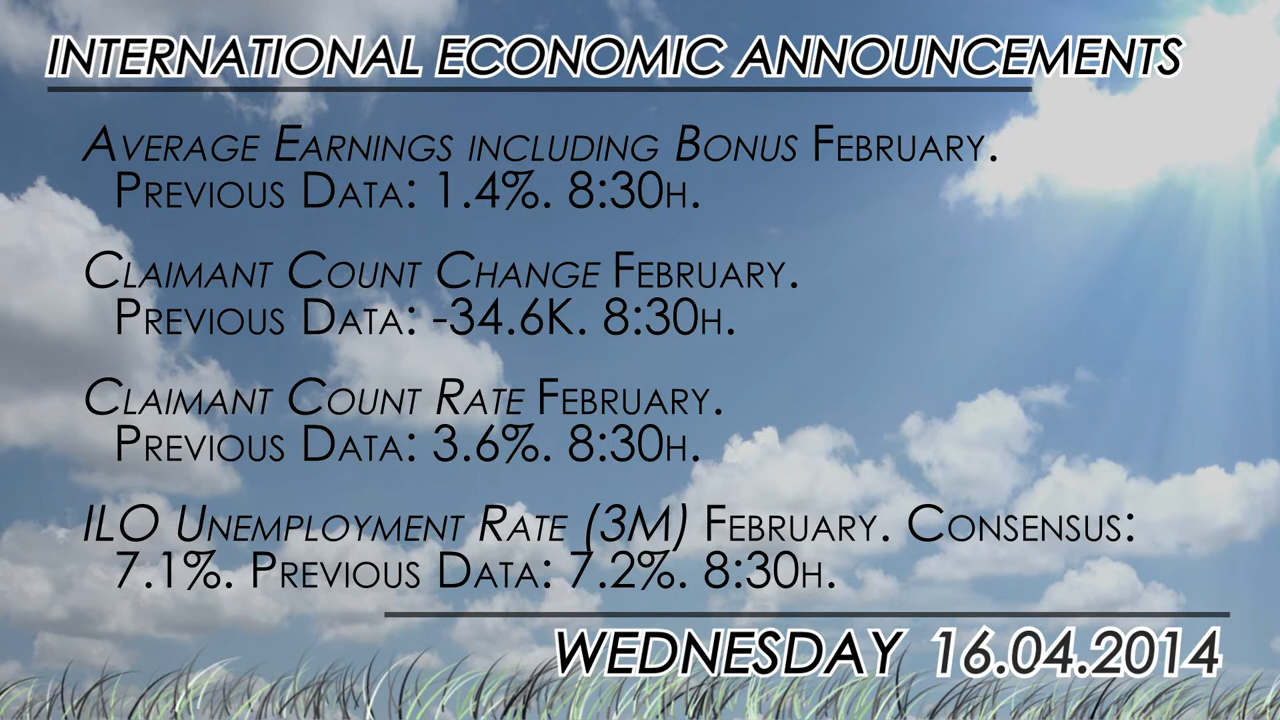 INTERNATIONAL ECONOMIC ANNOUNCEMENTS
AVERAGE EARNINGS INCLUDING BONUS FEBRUARY.
PREVIOUS DATA: 1.4%. 8:30H.
CLAIMANT COUNT CHANGE FEBRUARY.
PREVIOUS DATA: -34.6K. 8:30H.
CLAIMANT COUNT RATE FEBRUARY.
PREVIOUS DATA: 3.6%. 8:30H.
ILO UNEMPLOYMENT RATE (3M) FEBRUARY. CONSENSUS:
7.1%. PREVIOUS DATA: 7.2%. 8:30H.
WEDNESDAY 16.04.2014